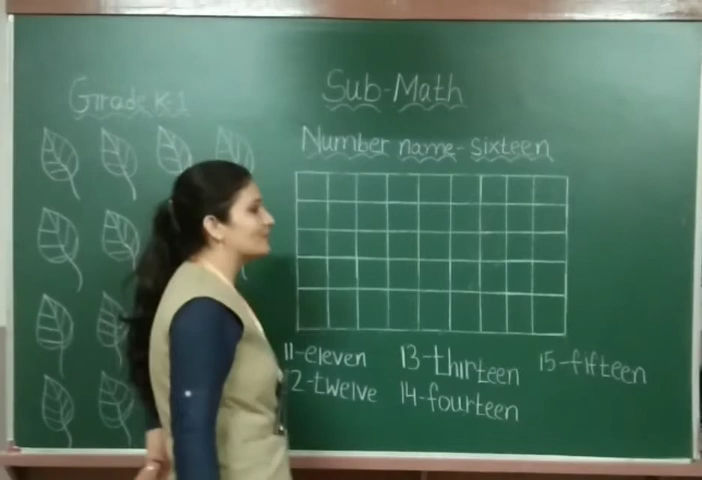 Grade K-1
Sub-Math
Number name-sixteen
11-eleven 13-thirteen 15-fifteen
12-twelve 14-fourteen